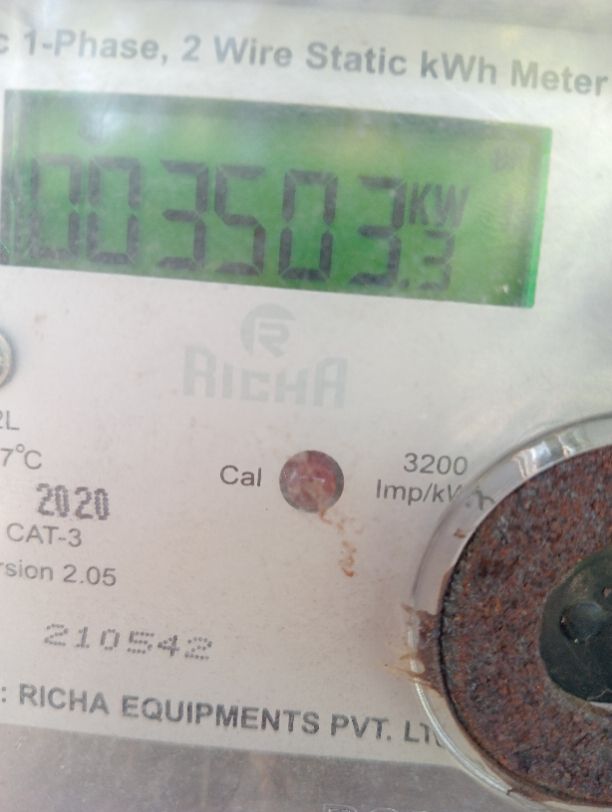 c 1-Phase, 2 Wire Static kWh Meter
003503.3 KW
RICHA
2L
7°C
2020
CAT-3
rsion 2.05
Cal
3200
Imp/kW
210542
: RICHA EQUIPMENTS PVT. LT